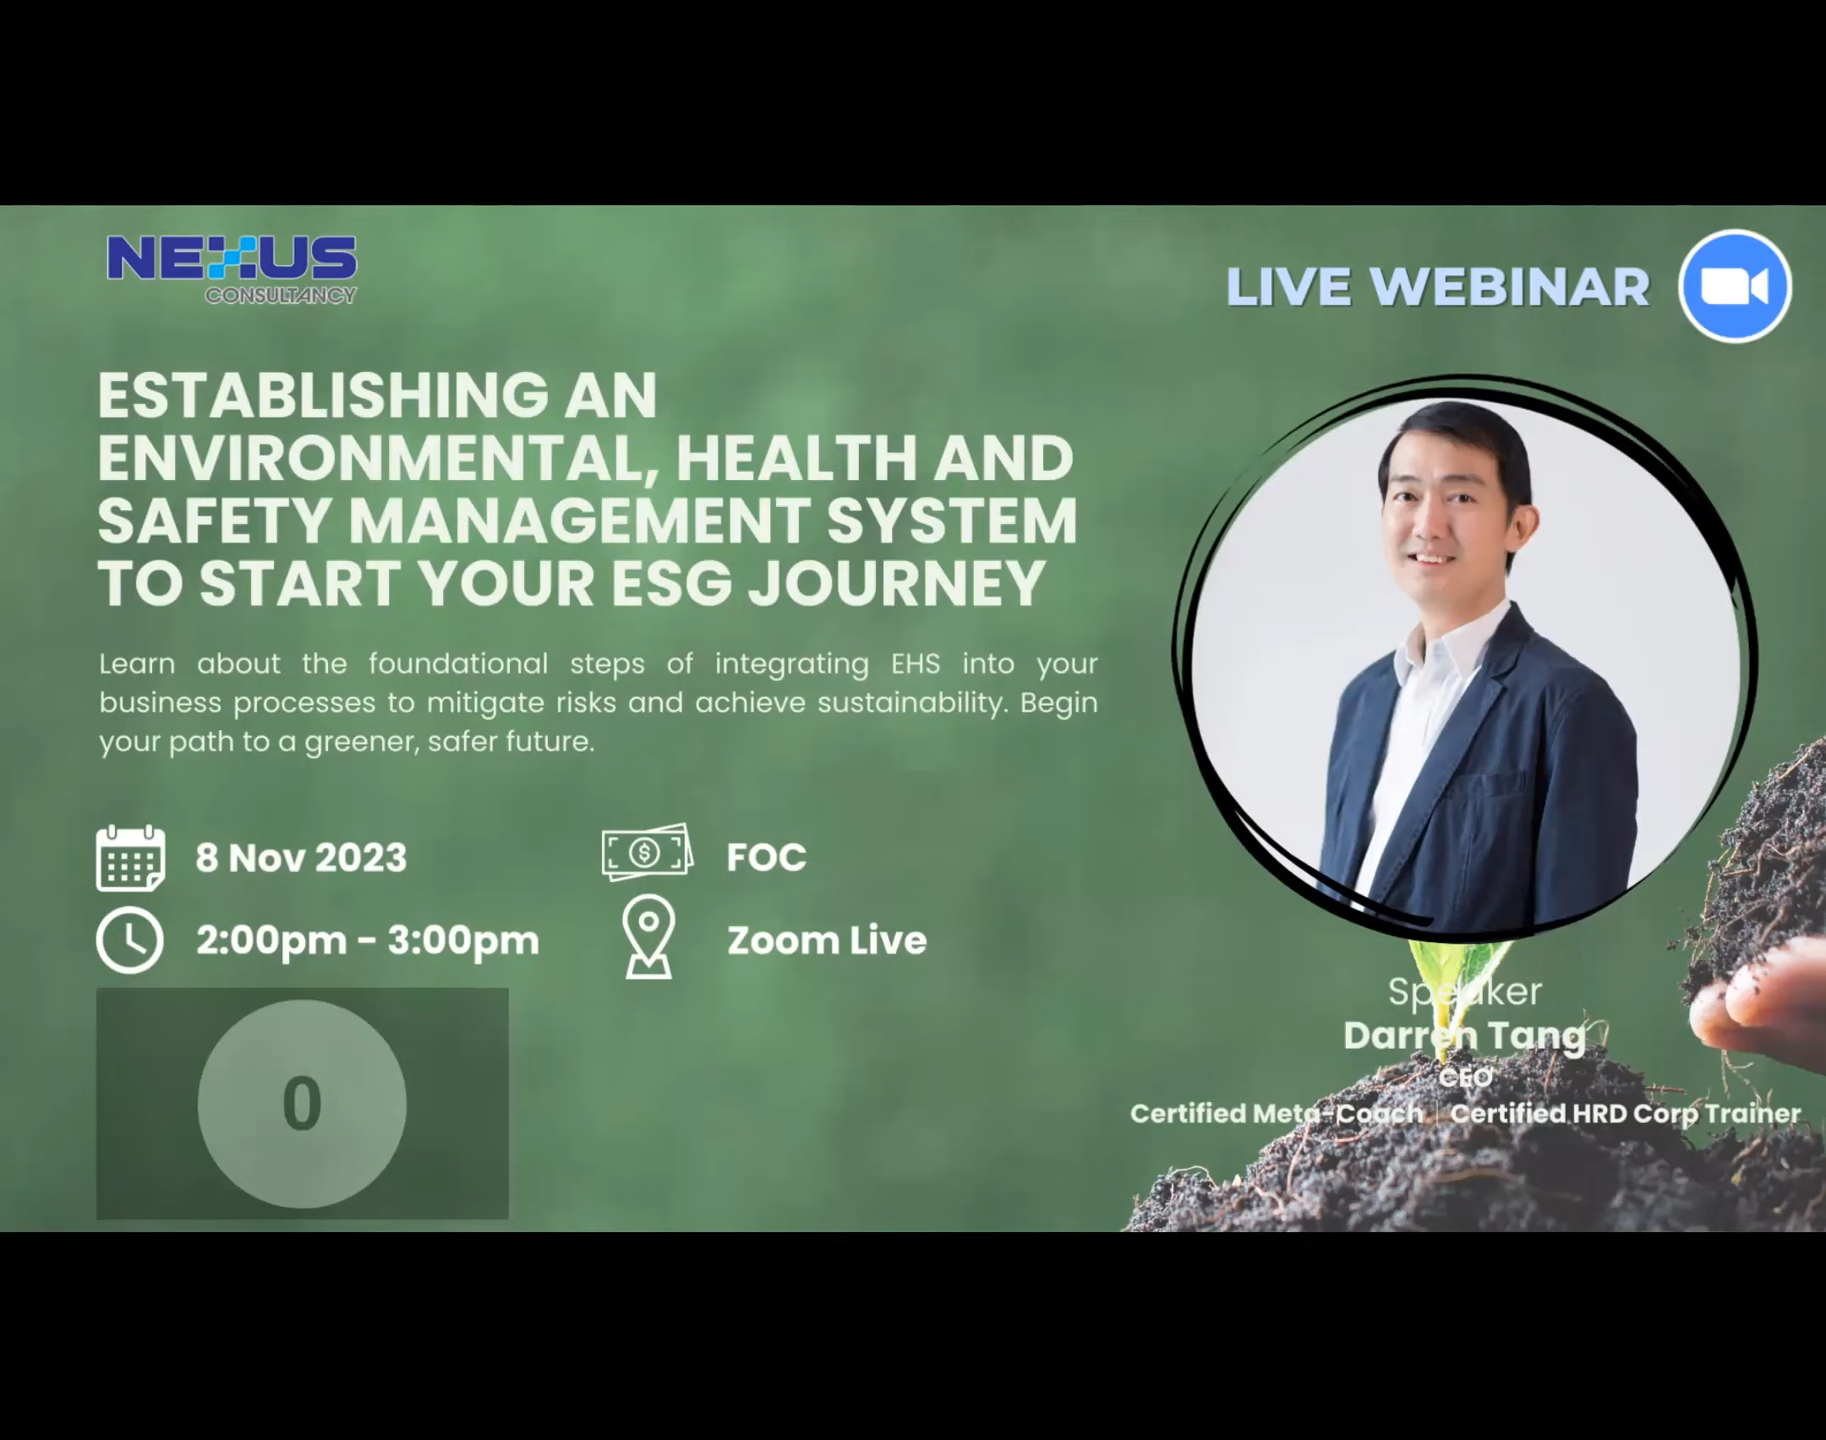 NEXUS
CONSULTANCY
LIVE WEBINAR
ESTABLISHING AN
ENVIRONMENTAL, HEALTH AND
SAFETY MANAGEMENT SYSTEM
TO START YOUR ESG JOURNEY
Learn about the foundational steps of integrating EHS into your
business processes to mitigate risks and achieve sustainability. Begin
your path to a greener, safer future.
8 Nov 2023
FOC
2:00pm - 3:00pm
Zoom Live
0
Speaker
Darren Tang
CEO
Certified Meta-Coach | Certified HRD Corp Trainer